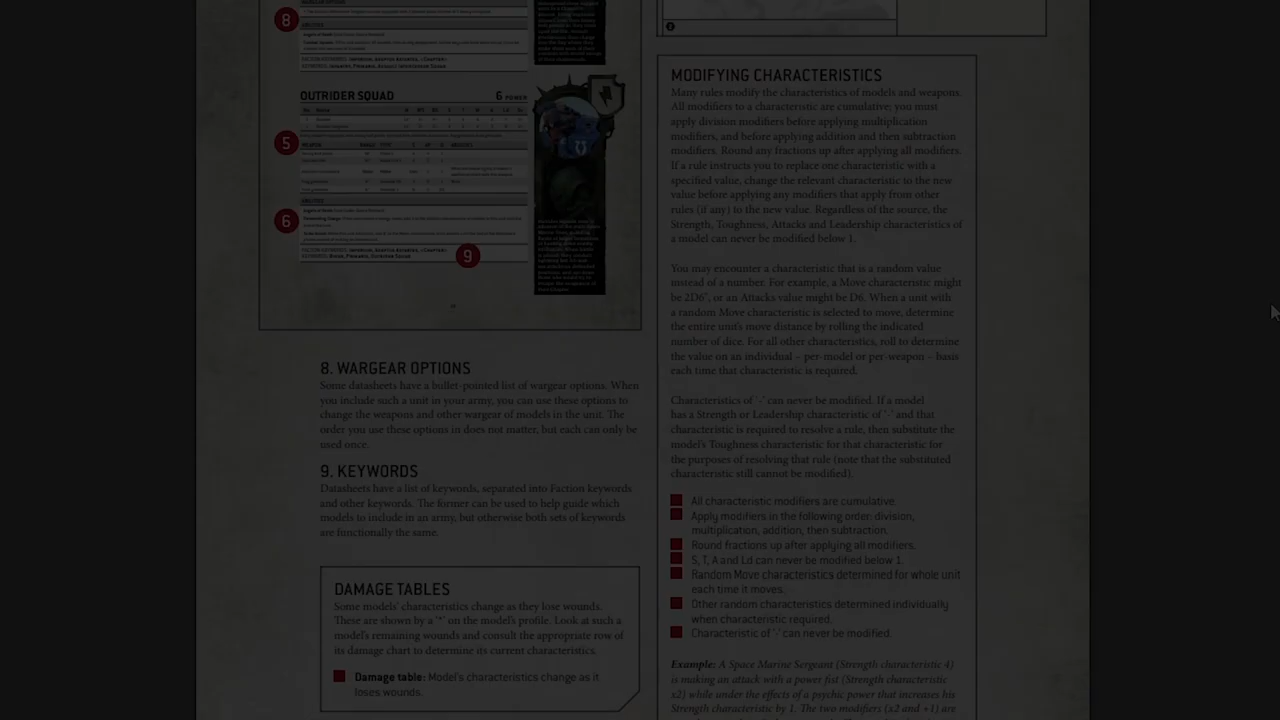 8
OUTRIDER SQUAD
6 POWER
5
ABILITIES
6
9
8. WARGEAR OPTIONS
Some datasheets have a bullet-pointed list of wargear options. When
you include such a unit in your army, you can use these options to
change the weapons and other wargear of models in the unit. The
order you use these options in does not matter, but each can only be
used once.
9. KEYWORDS
Datasheets have a list of keywords, separated into Faction keywords
and other keywords. The former can be used to help guide which
models to include in an army, but otherwise both sets of keywords
are functionally the same.
DAMAGE TABLES
Some models' characteristics change as they lose wounds.
These are shown by a '*' on the model's profile. Look at such a
model's remaining wounds and consult the appropriate row of
its damage chart to determine its current characteristics.
Damage table: Model's characteristics change as it
loses wounds.
MODIFYING CHARACTERISTICS
Many rules modify the characteristics of models and weapons.
All modifiers to a characteristic are cumulative; you must
apply division modifiers before applying multiplication
modifiers, and before applying addition and then subtraction
modifiers. Round any fractions up after applying all modifiers.
If a rule instructs you to replace one characteristic with a
specified value, change the relevant characteristic to the new
value before applying any modifiers that apply from other
rules (if any) to the new value. Regardless of the source, the
Strength, Toughness, Attacks and Leadership characteristics of
a model can never be modified below 1.
You may encounter a characteristic that is a random value
instead of a number. For example, a Move characteristic might
be 2D6", or an Attacks value might be D6. When a unit with
a random Move characteristic is selected to move, determine
the entire unit's move distance by rolling the indicated
number of dice. For all other characteristics, roll to determine
the value on an individual – per-model or per-weapon – basis
each time that characteristic is required.
Characteristics of '-' can never be modified. If a model
has a Strength or Leadership characteristic of '-' and that
characteristic is required to resolve a rule, then substitute the
model's Toughness characteristic for that characteristic for
the purposes of resolving that rule (note that the substituted
characteristic still cannot be modified).
All characteristic modifiers are cumulative.
Apply modifiers in the following order: division,
multiplication, addition, then subtraction.
Round fractions up after applying all modifiers.
S, T, A and Ld can never be modified below 1.
Random Move characteristics determined for whole unit
each time it moves.
Other random characteristics determined individually
when characteristic required.
Characteristic of '-' can never be modified.
Example: A Space Marine Sergeant (Strength characteristic 4)
is making an attack with a power fist (Strength characteristic
x2) while under the effects of a psychic power that increases his
Strength characteristic by 1. The two modifiers (x2 and +1) are